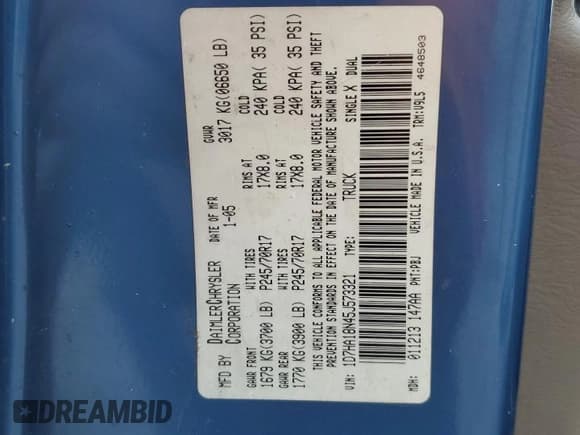 MFD BY DAIMLERCHRYSLER CORPORATION
DATE OF MFR 1-05
GVWR 3017 KG(06650 LB)
GAWR FRONT WITH TIRES RIMS AT COLD
1679 KG(3700 LB) P245/70R17 17X8.0 240 KPA( 35 PSI)
GAWR REAR WITH TIRES RIMS AT COLD
1770 KG(3900 LB) P245/70R17 17X8.0 240 KPA( 35 PSI)
THIS VEHICLE CONFORMS TO ALL APPLICABLE FEDERAL MOTOR VEHICLE SAFETY AND THEFT
PREVENTION STANDARDS IN EFFECT ON THE DATE OF MANUFACTURE SHOWN ABOVE.
VIN: 1D7HA18N45J573321 TYPE: TRUCK SINGLE X DUAL
MDH: 011213 147AA PNT:PBJ VEHICLE MADE IN U.S.A. TRM:V9L5 4648503
DREAMBID